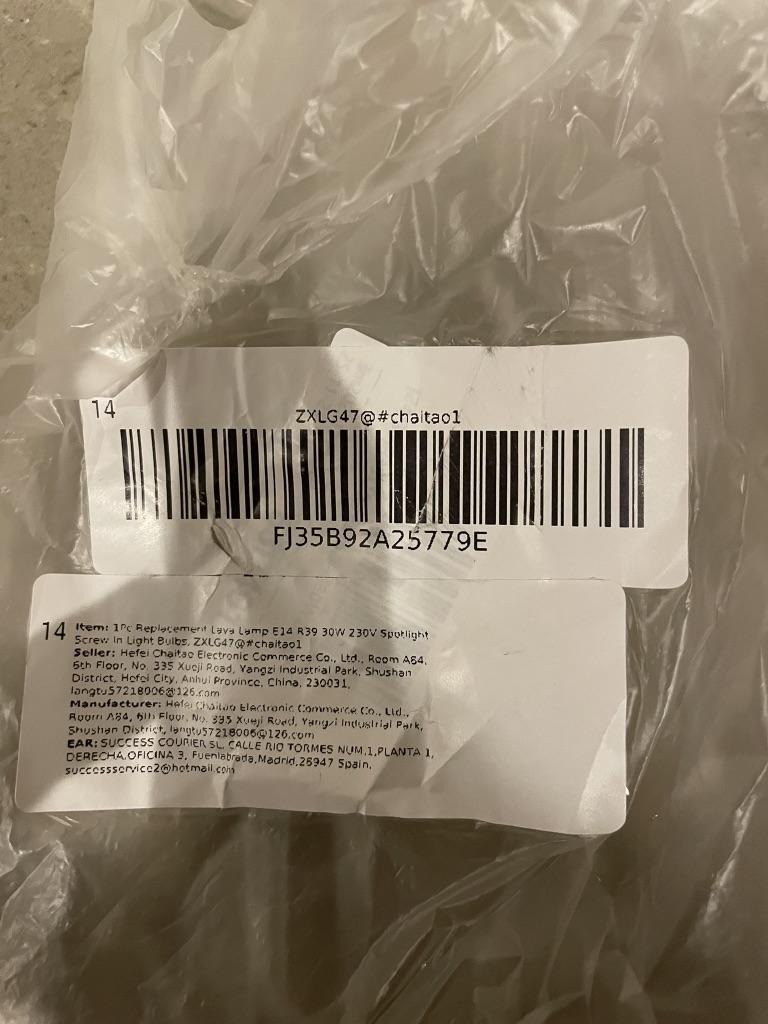 14
ZXLG47@#chaitao1
FJ35B92A25779E
14
Item: 1Pc Replacement Lava Lamp E14 R39 30W 230V Spotlight
Screw In Light Bulbs, ZXLG47@#chaitao1
Seller: Hefei Chaitao Electronic Commerce Co., Ltd., Room A84,
6th Floor, No. 335 Xueji Road, Yangzi Industrial Park, Shushan
District, Hefei City, Anhui Province, China, 230031,
langtu57218006@126.com
Manufacturer: Hefei Chaitao Electronic Commerce Co., Ltd.,
Room A84, 6th Floor, No. 335 Xueji Road, Yangzi Industrial Park,
Shushan District, langtu57218006@126.com
EAR: SUCCESS COURIER SL, CALLE RIO TORMES NUM.1,PLANTA 1,
DERECHA,OFICINA 3, Fuenlabrada,Madrid,28947 Spain,
successservice2@hotmail.com